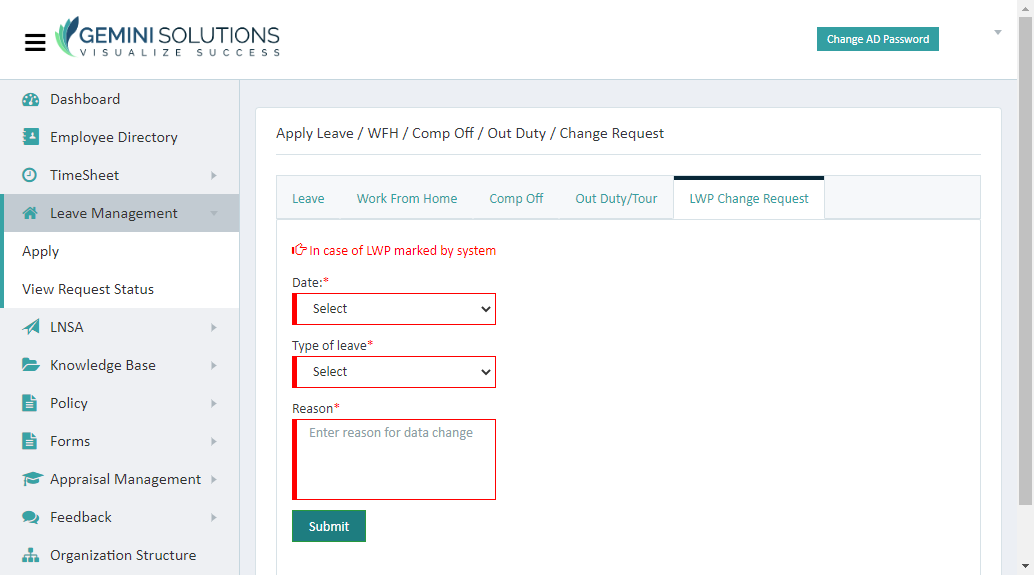 GEMINI SOLUTIONS
VISUALIZE SUCCESS
Change AD Password
Dashboard
Employee Directory
TimeSheet
Leave Management
Apply
View Request Status
LNSA
Knowledge Base
Policy
Forms
Appraisal Management
Feedback
Organization Structure
Apply Leave / WFH / Comp Off / Out Duty / Change Request
Leave
Work From Home
Comp Off
Out Duty/Tour
LWP Change Request
In case of LWP marked by system
Date:*
Select
Type of leave*
Select
Reason*
Enter reason for data change
Submit